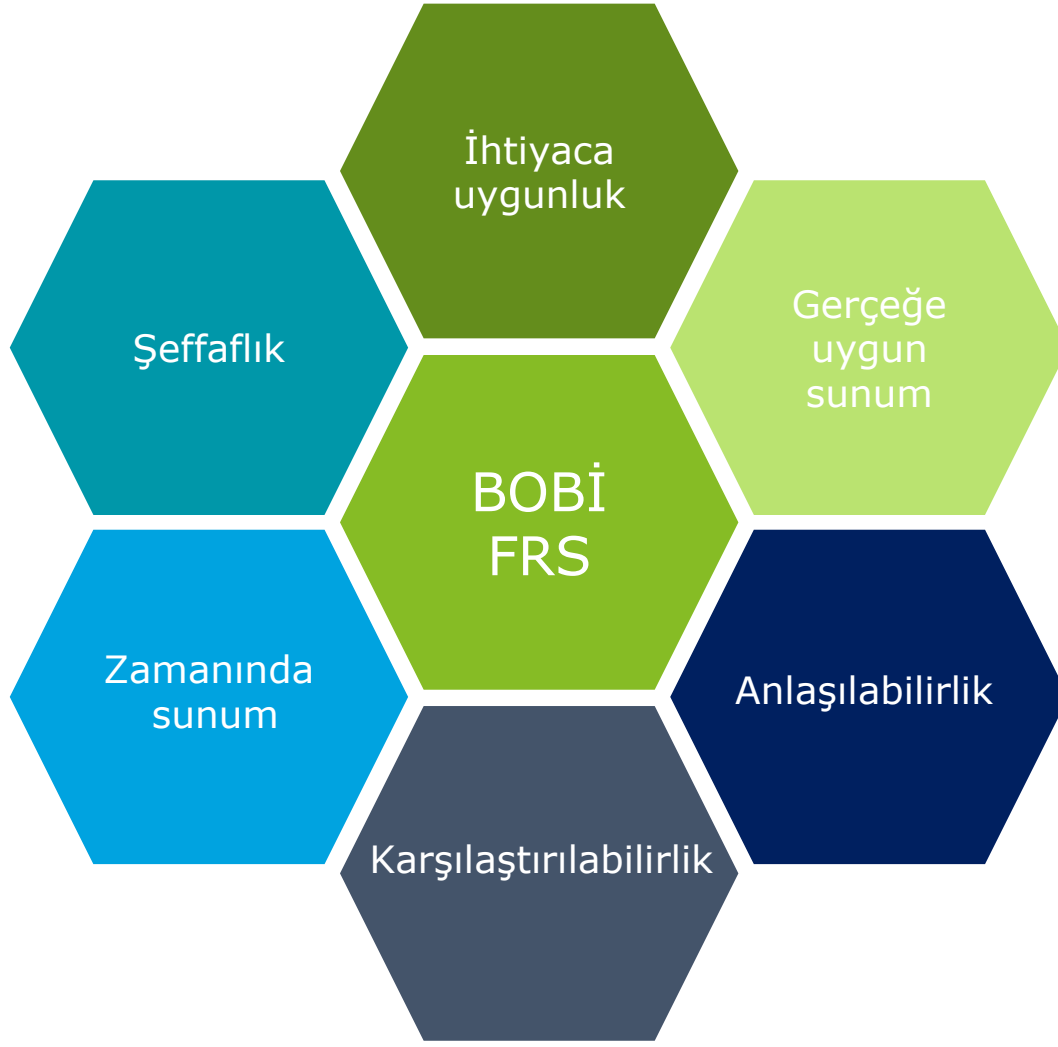 İhtiyaca
uygunluk
Şeffaflık
Gerçeğe
uygun
sunum
BOBİ
FRS
Zamanında
sunum
Anlaşılabilirlik
Karşılaştırılabilirlik